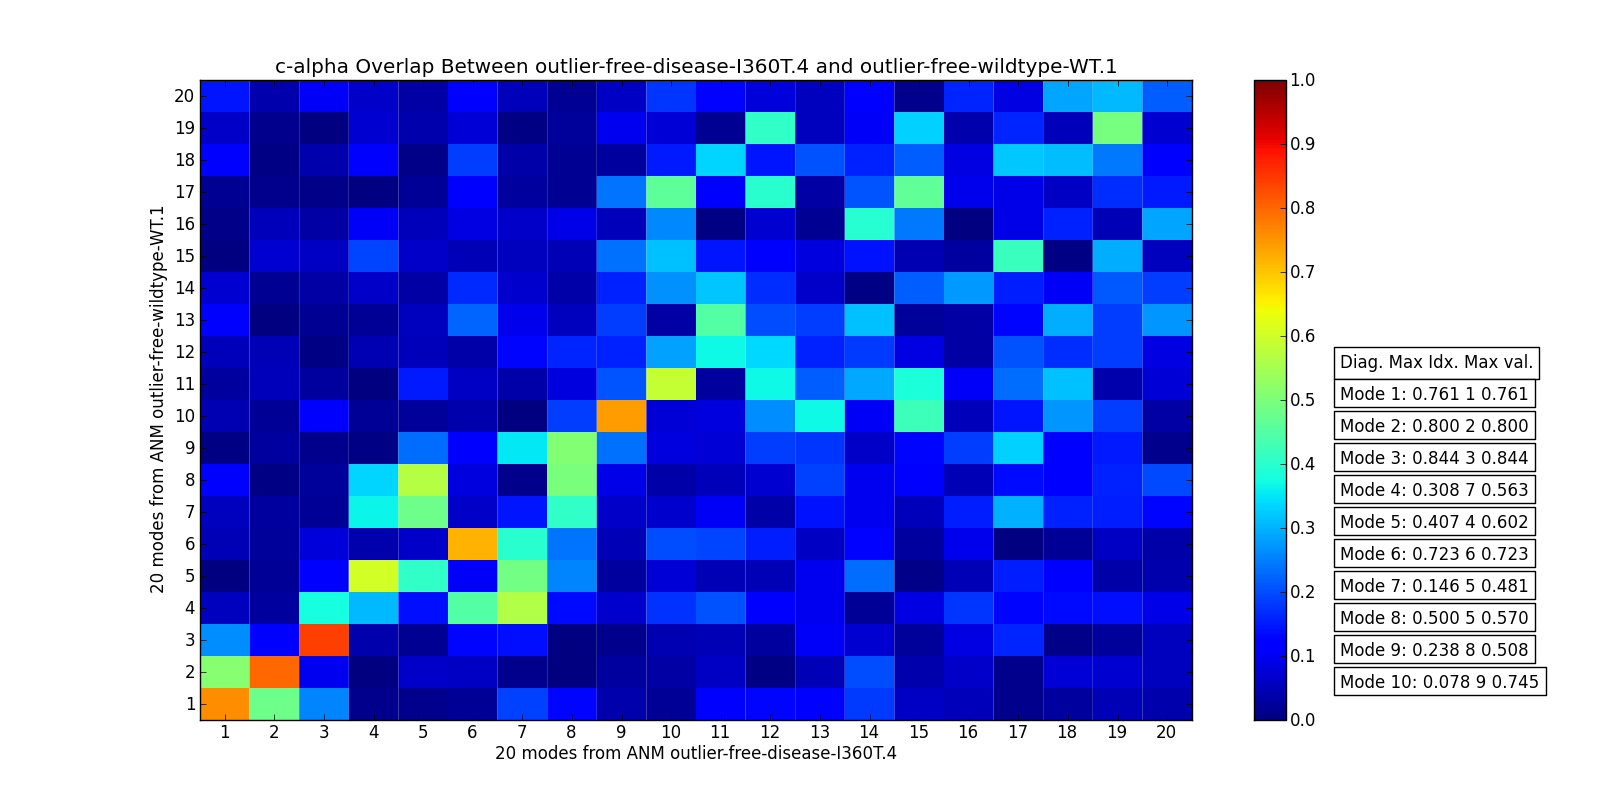 c-alpha Overlap Between outlier-free-disease-I360T.4 and outlier-free-wildtype-WT.1
20 modes from ANM outlier-free-wildtype-WT.1
20
19
18
17
16
15
14
13
12
11
10
9
8
7
6
5
4
3
2
1
1 2 3 4 5 6 7 8 9 10 11 12 13 14 15 16 17 18 19 20
20 modes from ANM outlier-free-disease-I360T.4
1.0
0.9
0.8
0.7
0.6
0.5
0.4
0.3
0.2
0.1
0.0
Diag. Max Idx. Max val.
Mode 1: 0.761 1 0.761
Mode 2: 0.800 2 0.800
Mode 3: 0.844 3 0.844
Mode 4: 0.308 7 0.563
Mode 5: 0.407 4 0.602
Mode 6: 0.723 6 0.723
Mode 7: 0.146 5 0.481
Mode 8: 0.500 5 0.570
Mode 9: 0.238 8 0.508
Mode 10: 0.078 9 0.745